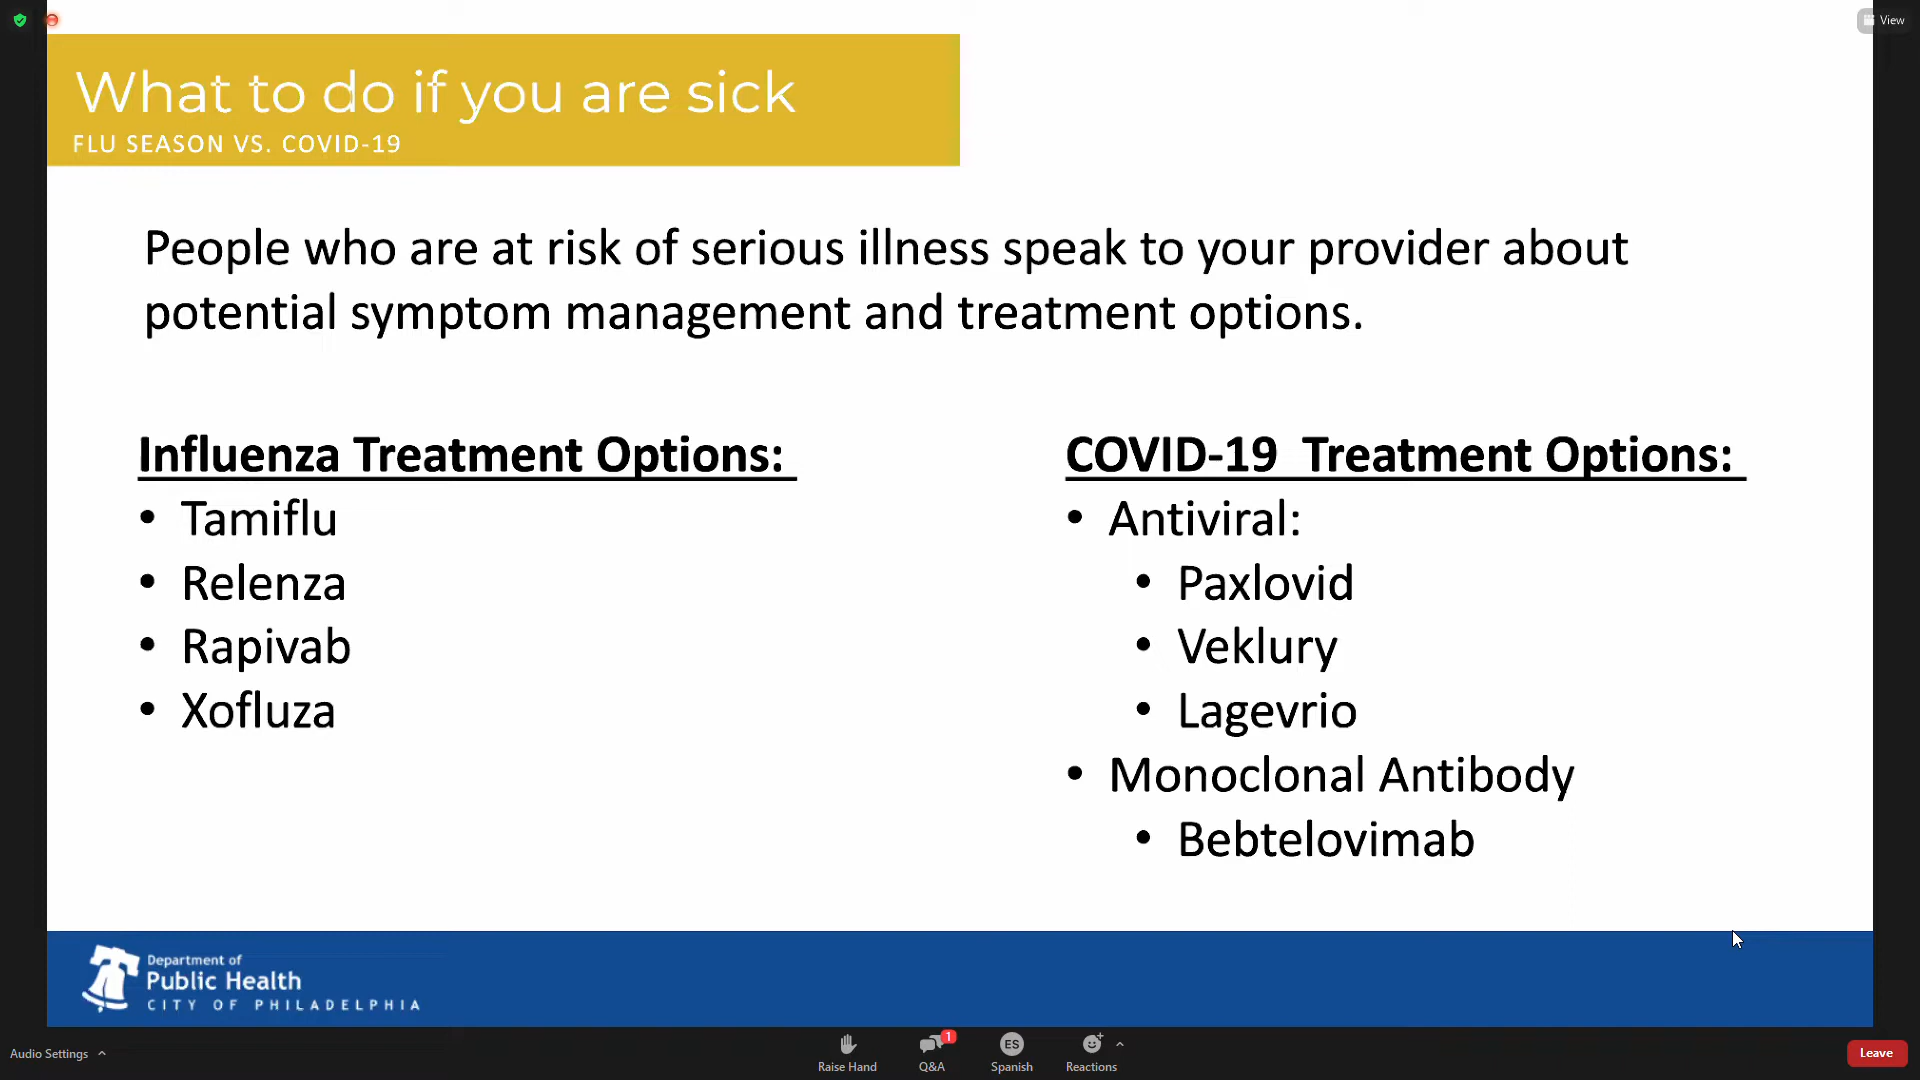 View
What to do if you are sick
FLU SEASON VS. COVID-19
People who are at risk of serious illness speak to your provider about
potential symptom management and treatment options.
Influenza Treatment Options:
• Tamiflu
• Relenza
• Rapivab
• Xofluza
COVID-19 Treatment Options:
• Antiviral:
• Paxlovid
• Veklury
• Lagevrio
• Monoclonal Antibody
• Bebtelovimab
Department of
Public Health
CITY OF PHILADELPHIA
Audio Settings
Raise Hand
1
Q&A
ES
Spanish
Reactions
Leave